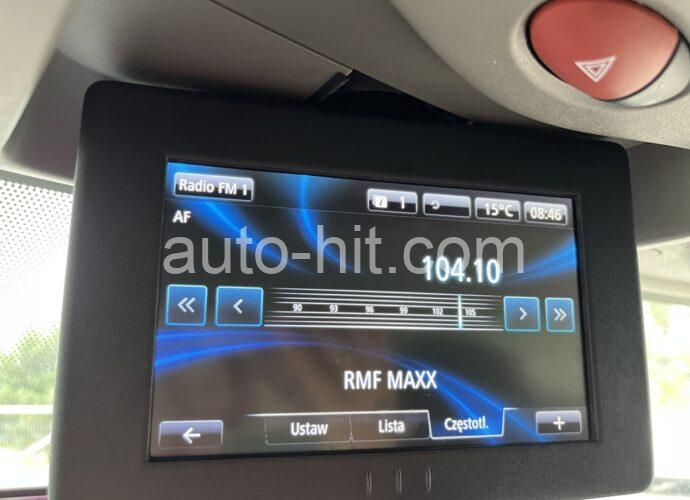 Radio FM 1
1
15°C
08:46
AF
auto-hit.com
104.10
90 93 96 99 102 105
RMF MAXX
Ustaw
Lista
Częstotl.